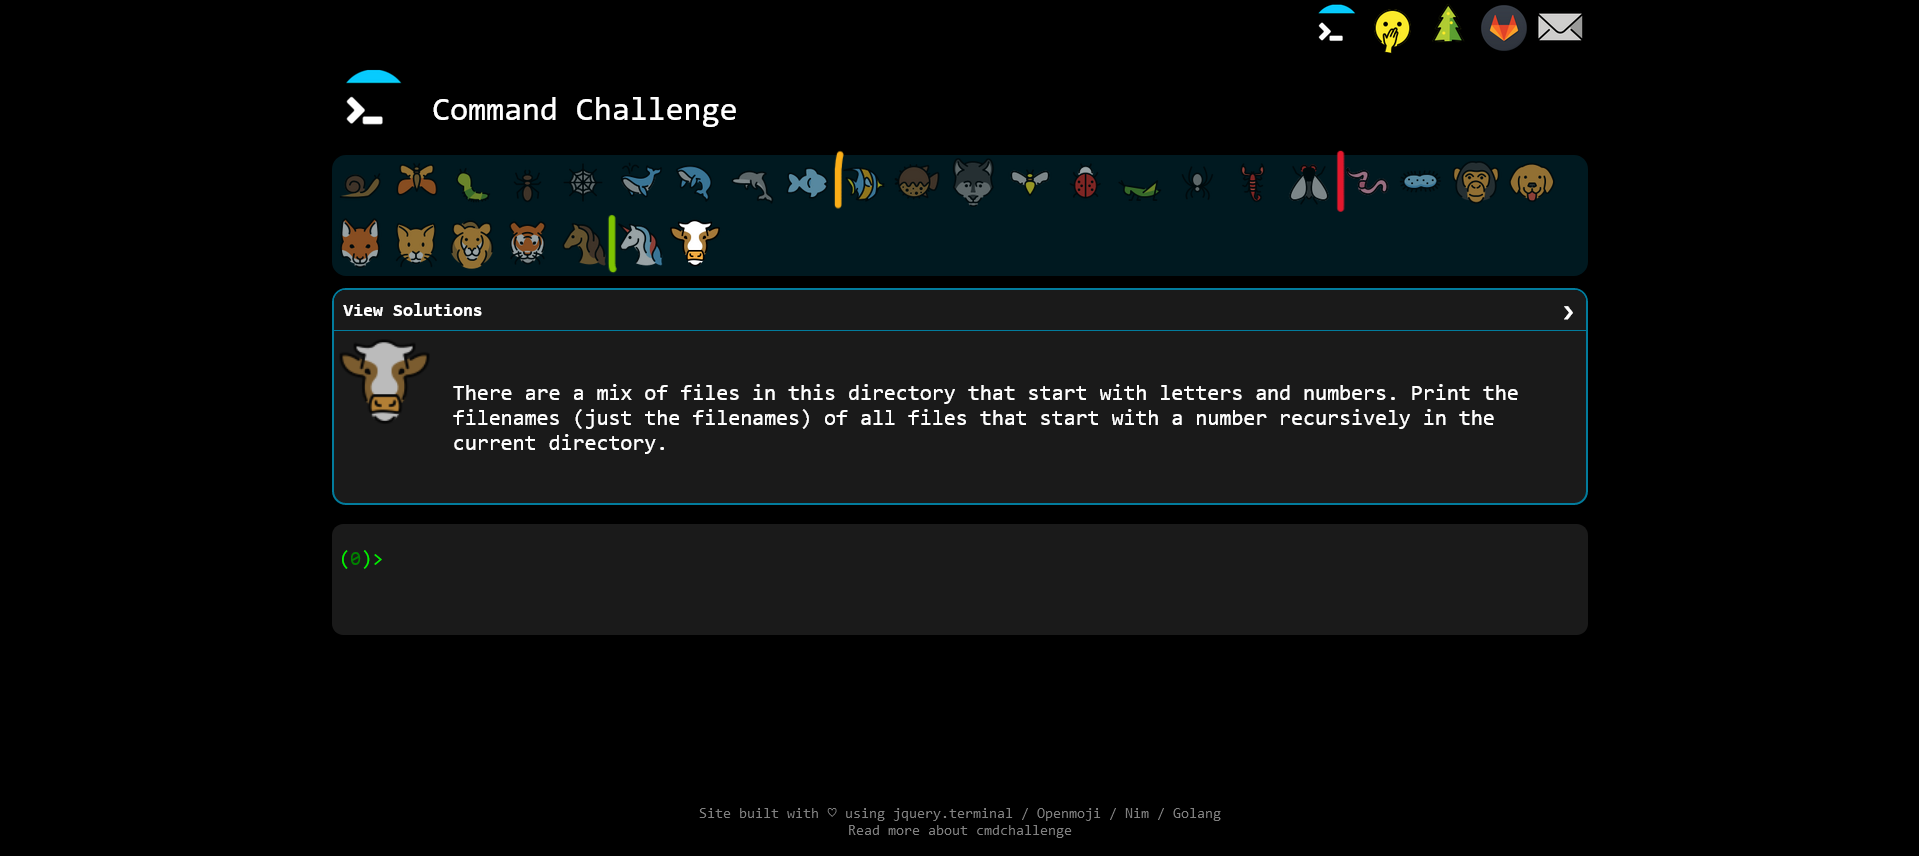 Command Challenge
View Solutions
There are a mix of files in this directory that start with letters and numbers. Print the
filenames (just the filenames) of all files that start with a number recursively in the
current directory.
(0)>
Site built with ♡ using jquery.terminal / Openmoji / Nim / Golang
Read more about cmdchallenge